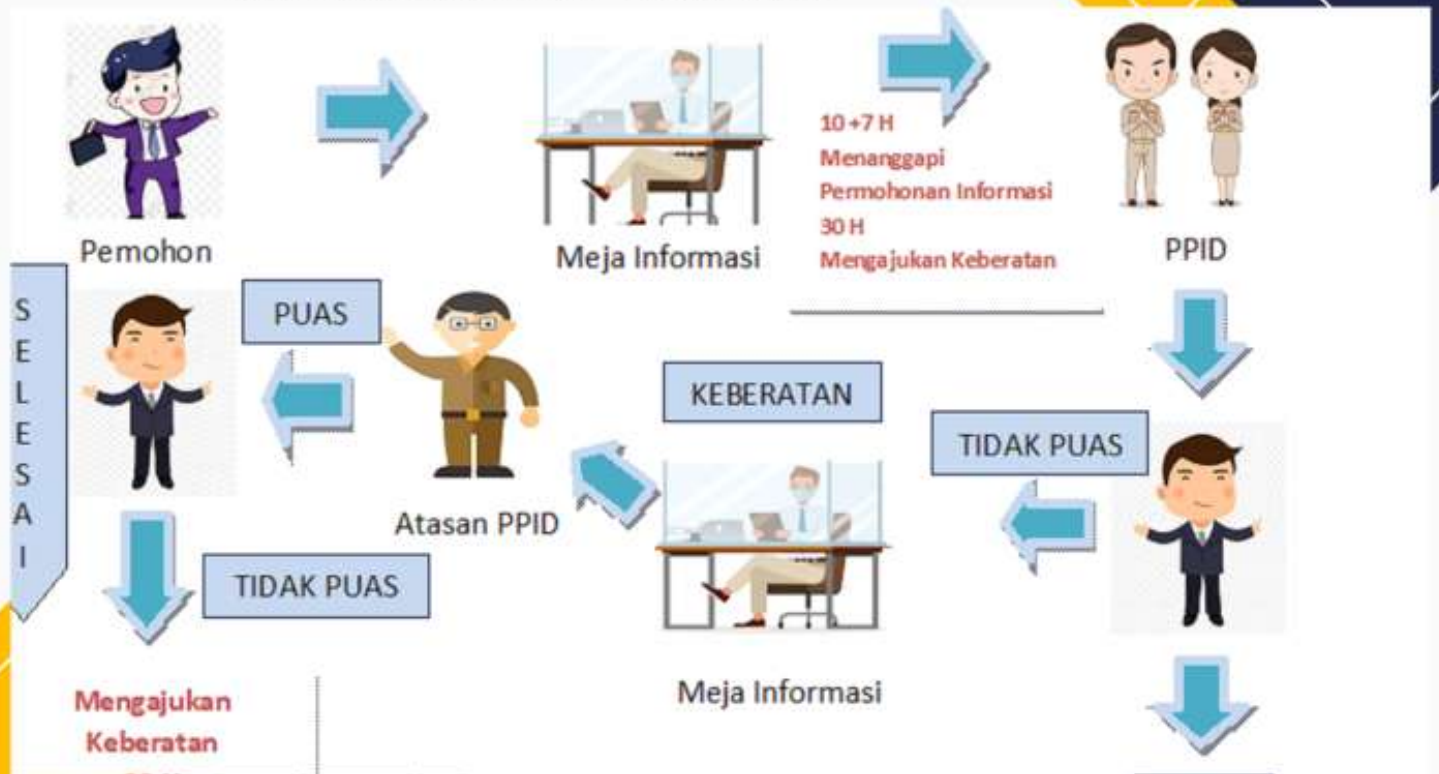 10 +7 H
Menanggapi
Permohonan Informasi
30 H
Mengajukan Keberatan
Pemohon
Meja Informasi
PPID
S
E
L
E
S
A
I
PUAS
KEBERATAN
TIDAK PUAS
Atasan PPID
TIDAK PUAS
Meja Informasi
Mengajukan
Keberatan